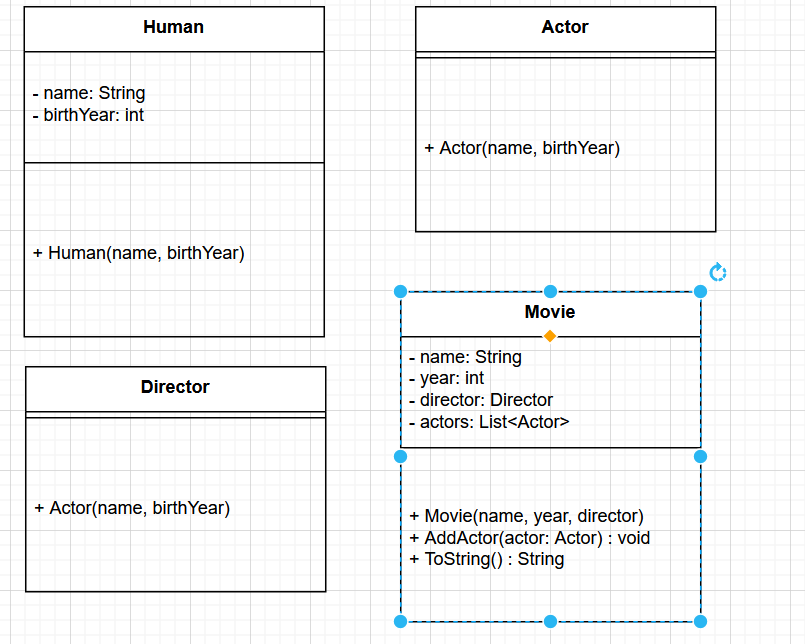 Human
- name: String
- birthYear: int
+ Human(name, birthYear)
Actor
+ Actor(name, birthYear)
Director
+ Actor(name, birthYear)
Movie
- name: String
- year: int
- director: Director
- actors: List<Actor>
+ Movie(name, year, director)
+ AddActor(actor: Actor) : void
+ ToString() : String